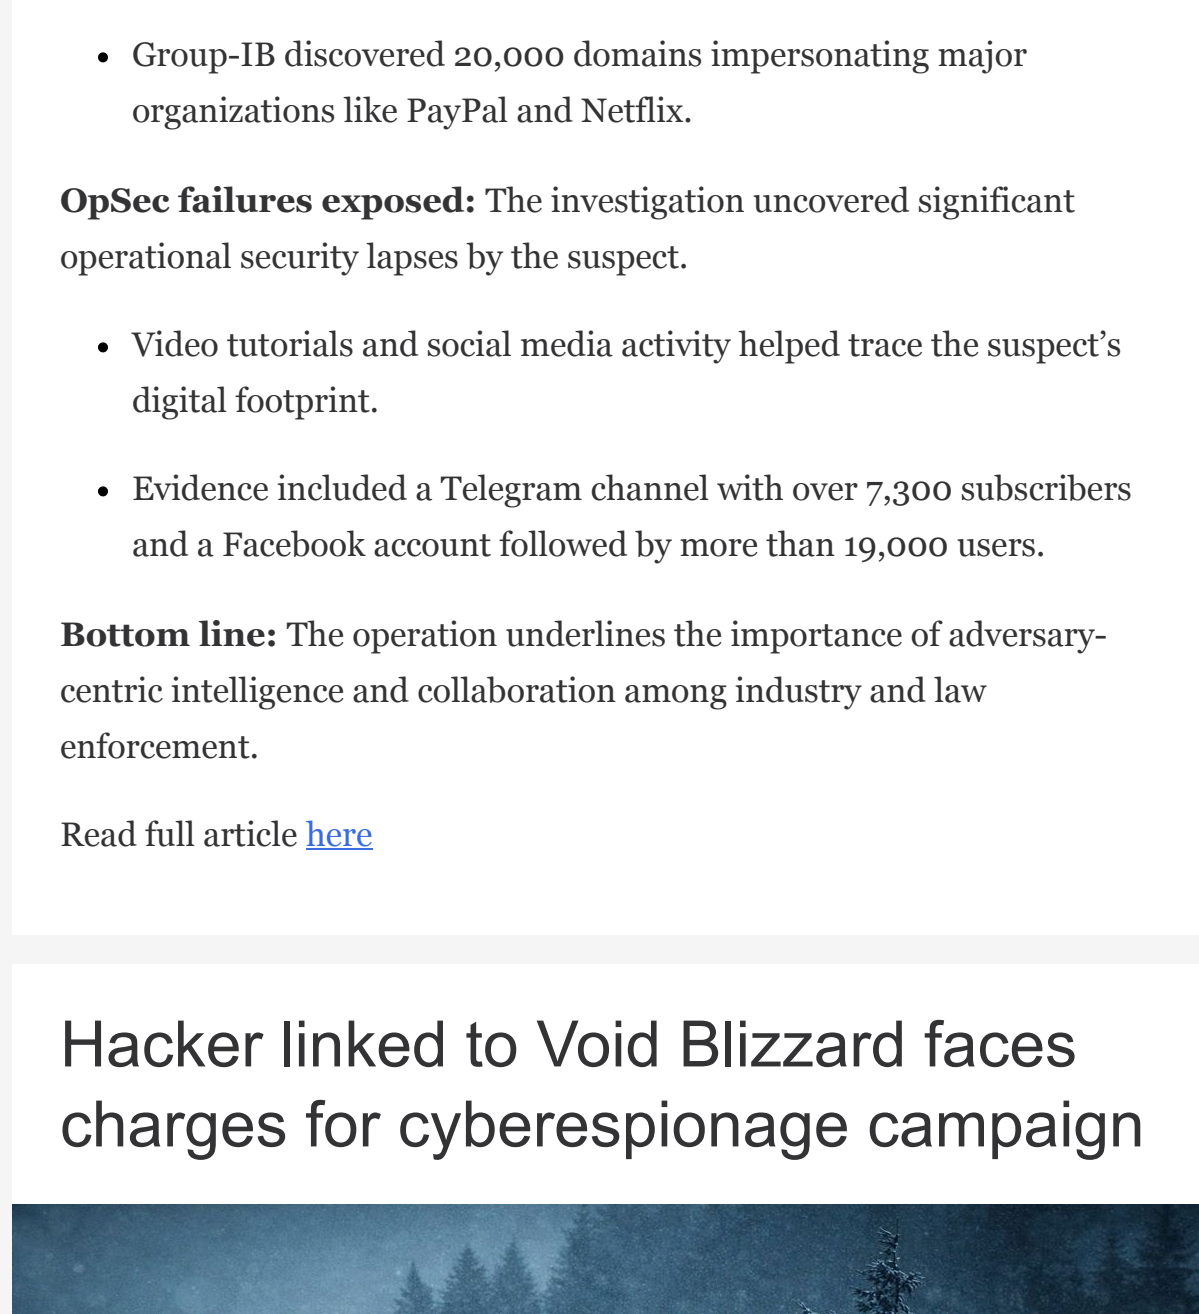 Group-IB discovered 20,000 domains impersonating major
organizations like PayPal and Netflix.
OpSec failures exposed: The investigation uncovered significant
operational security lapses by the suspect.
Video tutorials and social media activity helped trace the suspect’s
digital footprint.
Evidence included a Telegram channel with over 7,300 subscribers
and a Facebook account followed by more than 19,000 users.
Bottom line: The operation underlines the importance of adversary-
centric intelligence and collaboration among industry and law
enforcement.
Read full article here
Hacker linked to Void Blizzard faces
charges for cyberespionage campaign